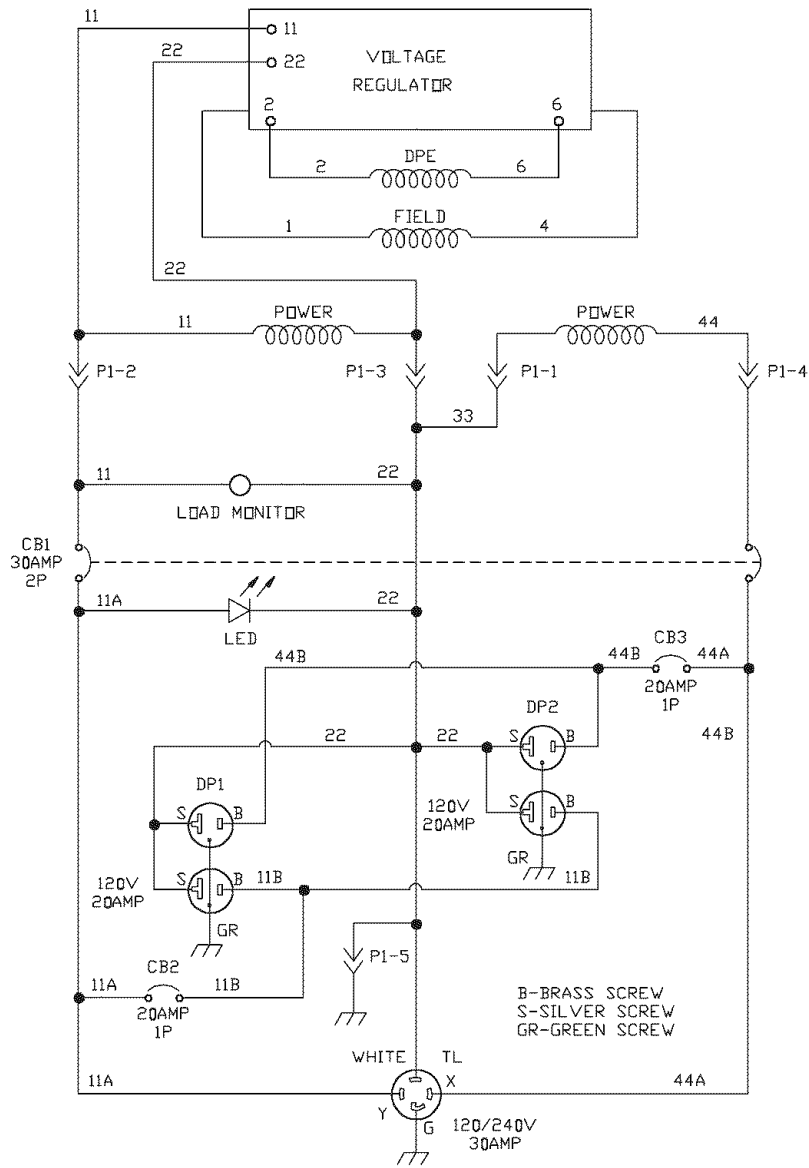 11
11
VOLTAGE
REGULATOR
22
22
2
6
DPE
2
6
FIELD
1
4
22
POWER
11
POWER
44
P1-2
P1-3
P1-1
P1-4
33
11
22
LOAD MONITOR
CB1
30AMP
2P
11A
22
LED
44B
44B
CB3
44A
20AMP
1P
DP2
44B
22
22
S
B
DP1
S
B
120V
20AMP
S
B
GR
120V
20AMP
S
B
11B
11B
GR
P1-5
CB2
11A
11B
20AMP
1P
B-BRASS SCREW
S-SILVER SCREW
GR-GREEN SCREW
WHITE
TL
11A
X
44A
Y
G
120/240V
30AMP